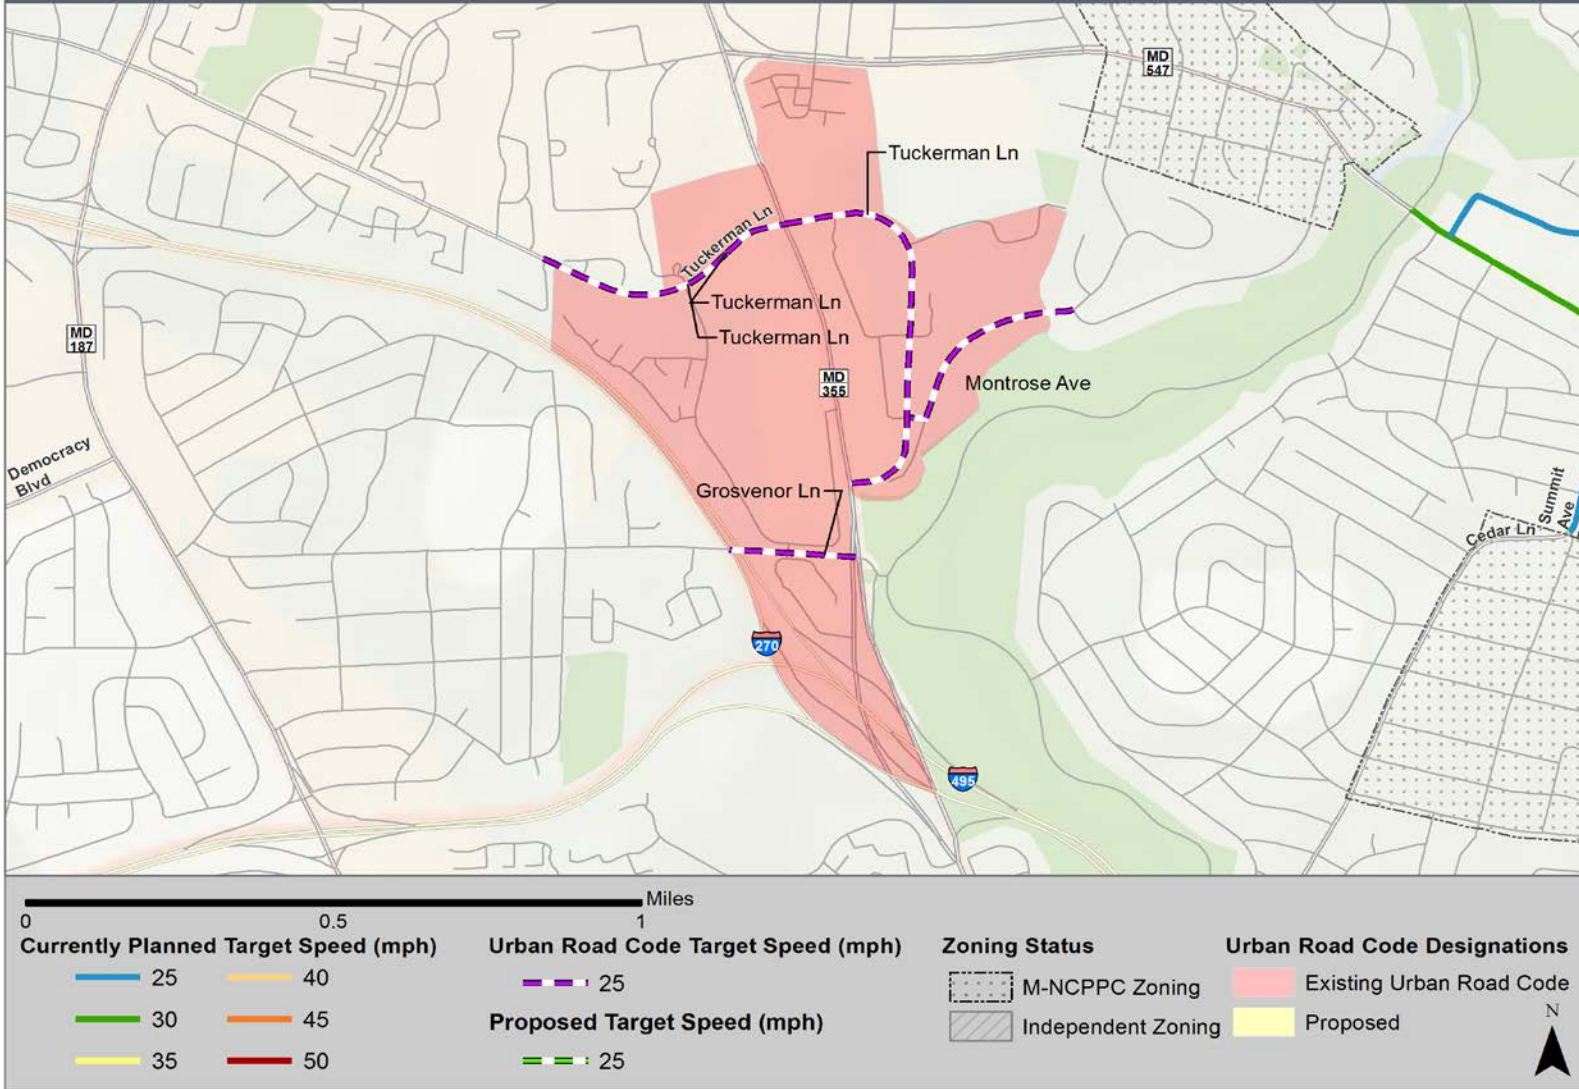 MD
547
Tuckerman Ln
Tuckerman Ln
Tuckerman Ln
Tuckerman Ln
MD
187
MD
355
Montrose Ave
Democracy
Blvd
Grosvenor Ln
Summit
Ave
Cedar Ln
270
495
Miles
0
0.5
1
Currently Planned Target Speed (mph)
25
40
30
45
35
50
Urban Road Code Target Speed (mph)
25
Proposed Target Speed (mph)
25
Zoning Status
M-NCPPC Zoning
Independent Zoning
Urban Road Code Designations
Existing Urban Road Code
Proposed
N